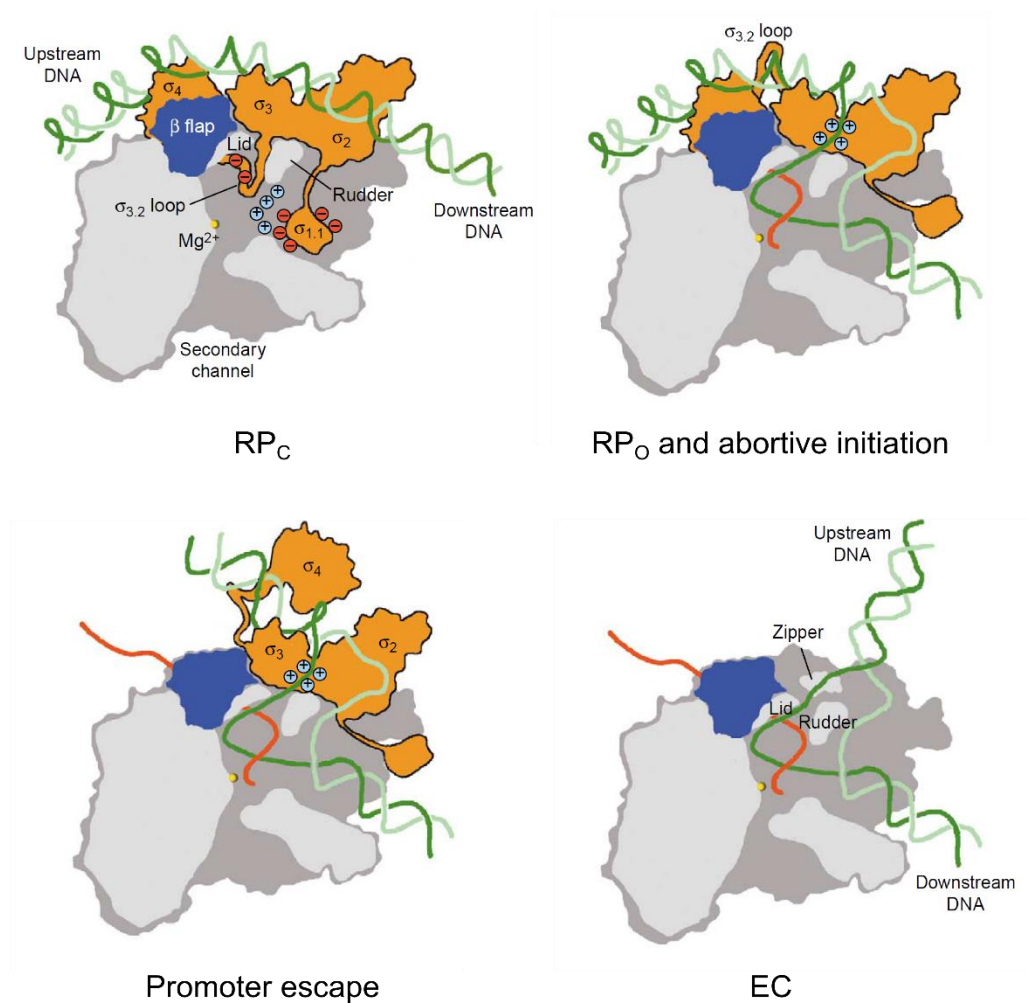 Upstream
DNA
σ4
σ3
β flap
Lid
σ2
σ3.2 loop
Rudder
σ1.1
Mg2+
Downstream
DNA
Secondary
channel
RPC
σ3.2 loop
RPO and abortive initiation
σ4
σ3
σ2
Promoter escape
Upstream
DNA
Zipper
Lid
Rudder
Downstream
DNA
EC